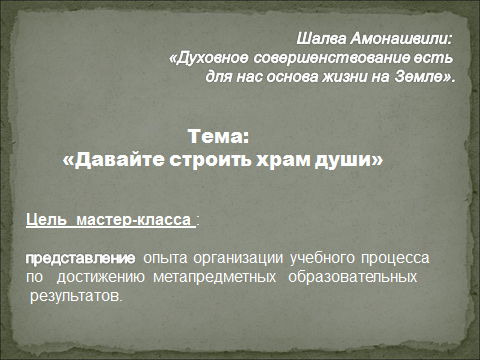 Шалва Амонашвили:
«Духовное совершенствование есть
для нас основа жизни на Земле».
Тема:
«Давайте строить храм души»
Цель мастер-класса :
представление опыта организации учебного процесса
по достижению метапредметных образовательных
результатов.